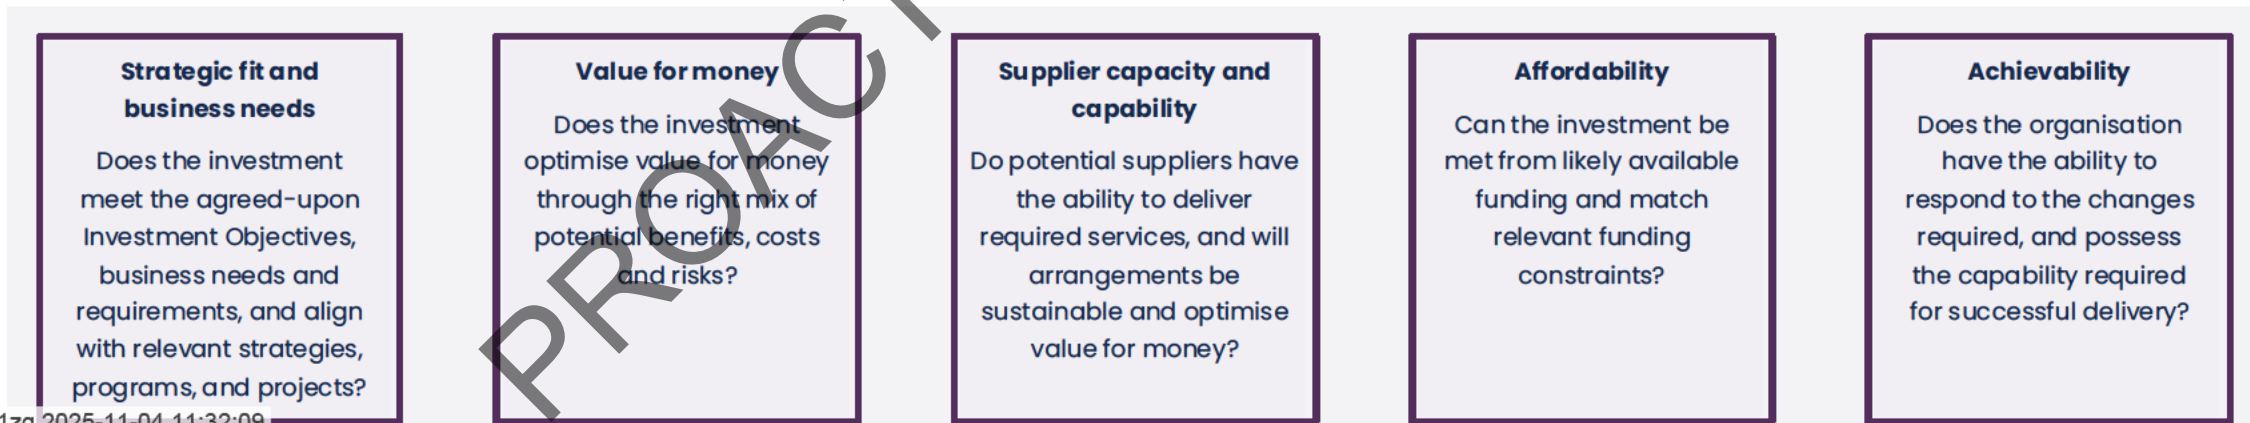 Strategic fit and
business needs
Does the investment
meet the agreed-upon
Investment Objectives,
business needs and
requirements, and align
with relevant strategies,
programs, and projects?
Value for money
Does the investment
optimise value for money
through the right mix of
potential benefits, costs
and risks?
Supplier capacity and
capability
Do potential suppliers have
the ability to deliver
required services, and will
arrangements be
sustainable and optimise
value for money?
Affordability
Can the investment be
met from likely available
funding and match
relevant funding
constraints?
Achievability
Does the organisation
have the ability to
respond to the changes
required, and possess
the capability required
for successful delivery?
PROACT
2025-11-04 11:32:09